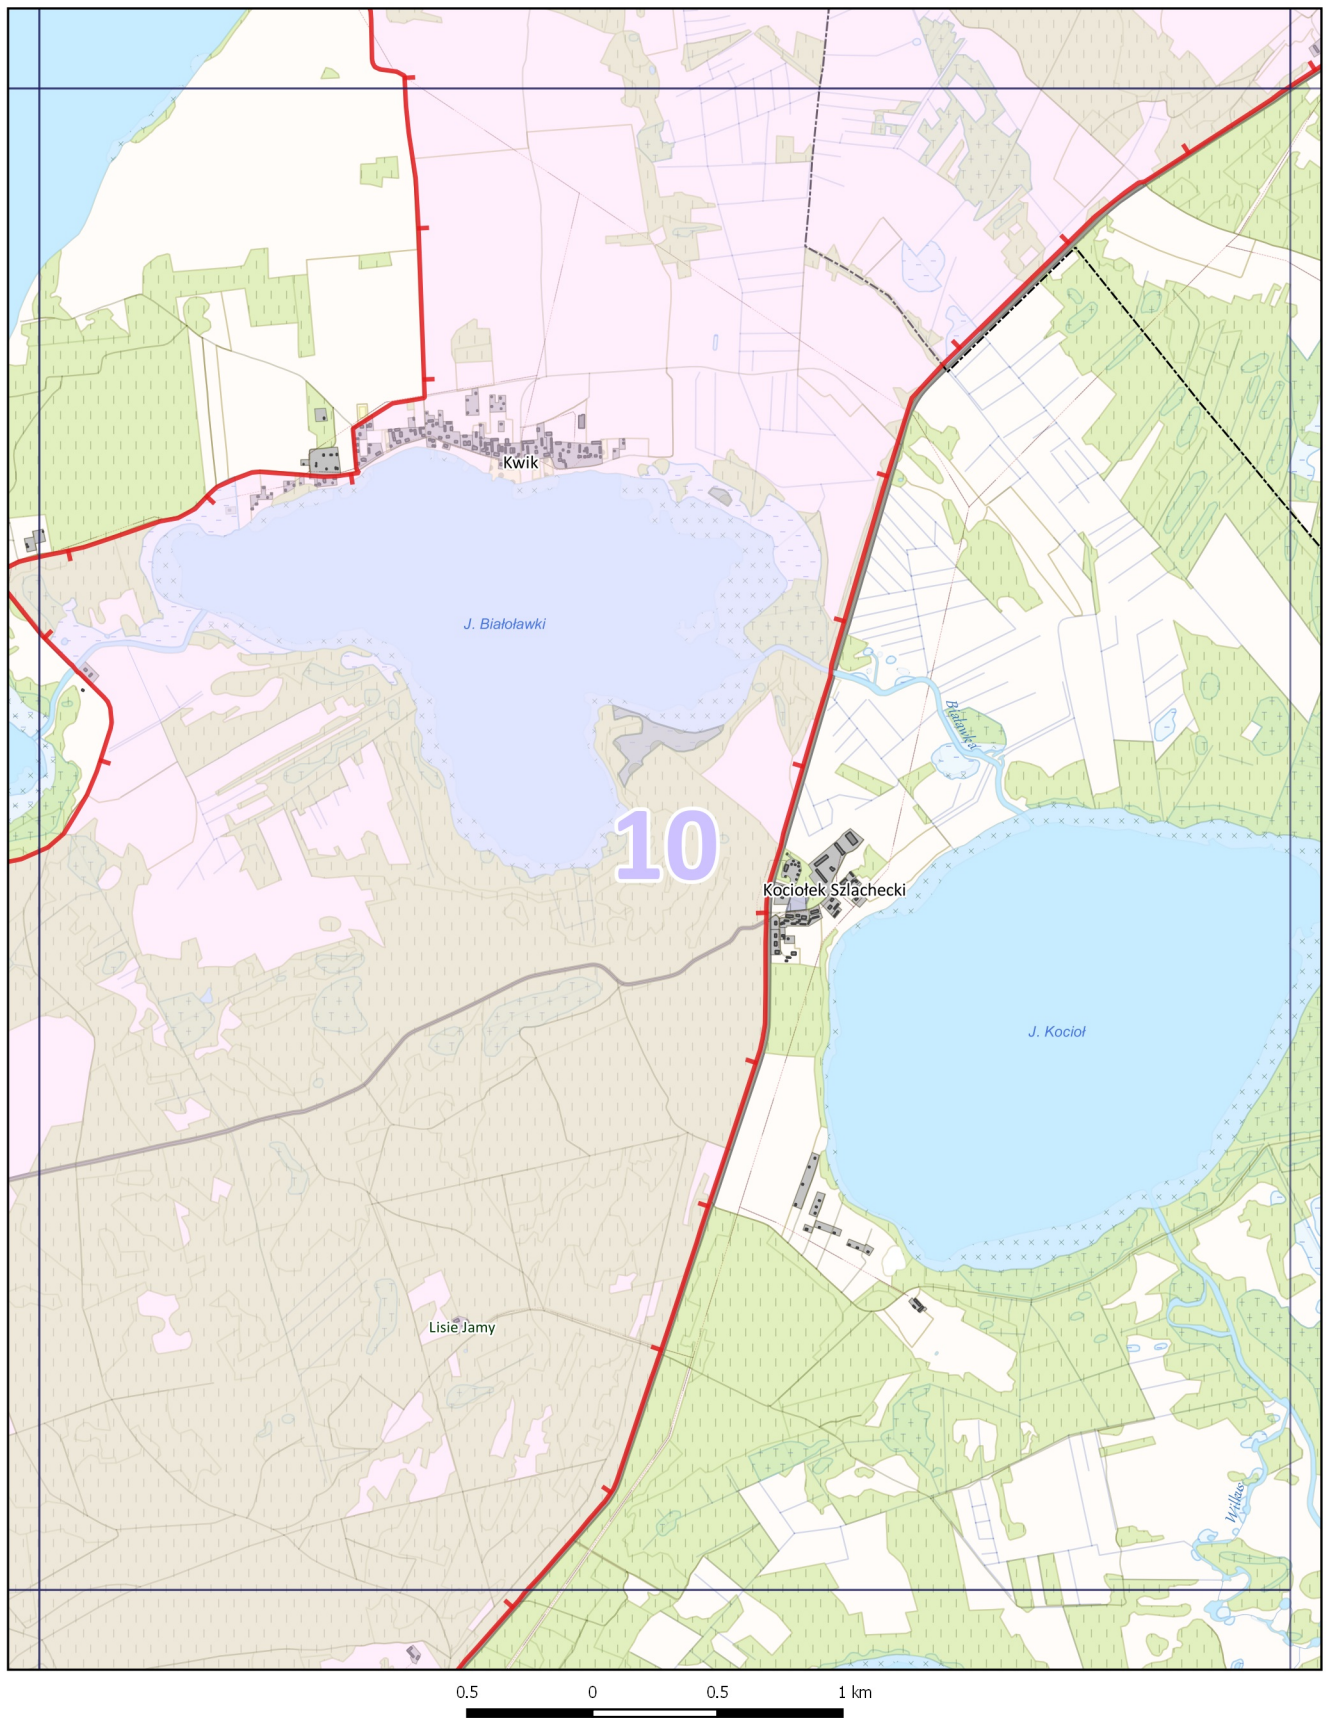 Kwik
J. Białoławki
Białawka
10
Kociołek Szlachecki
J. Kocioł
Lisie Jamy
Wilkus
0.5 0 0.5 1 km